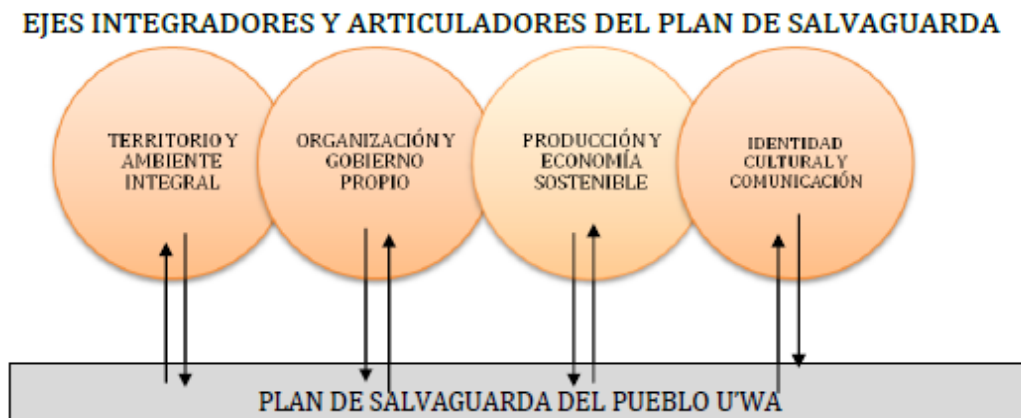 EJES INTEGRADORES Y ARTICULADORES DEL PLAN DE SALVAGUARDA
TERRITORIO Y
AMBIENTE
INTEGRAL
ORGANIZACIÓN Y
GOBIERNO
PROPIO
PRODUCCIÓN Y
ECONOMÍA
SOSTENIBLE
IDENTIDAD
CULTURAL Y
COMUNICACIÓN
PLAN DE SALVAGUARDA DEL PUEBLO U'WA